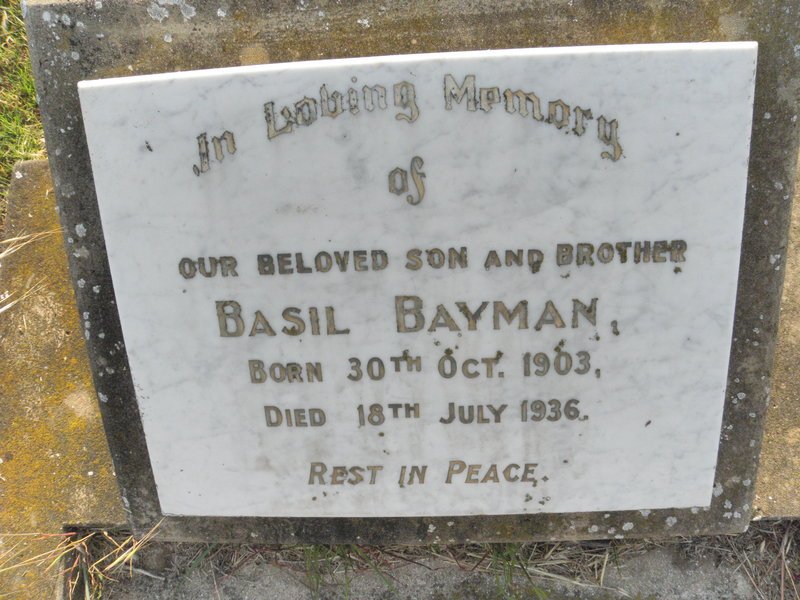 In Loving Memory
of
OUR BELOVED SON AND BROTHER
BASIL BAYMAN,
BORN 30TH OCT. 1903,
DIED 18TH JULY 1936.
REST IN PEACE.